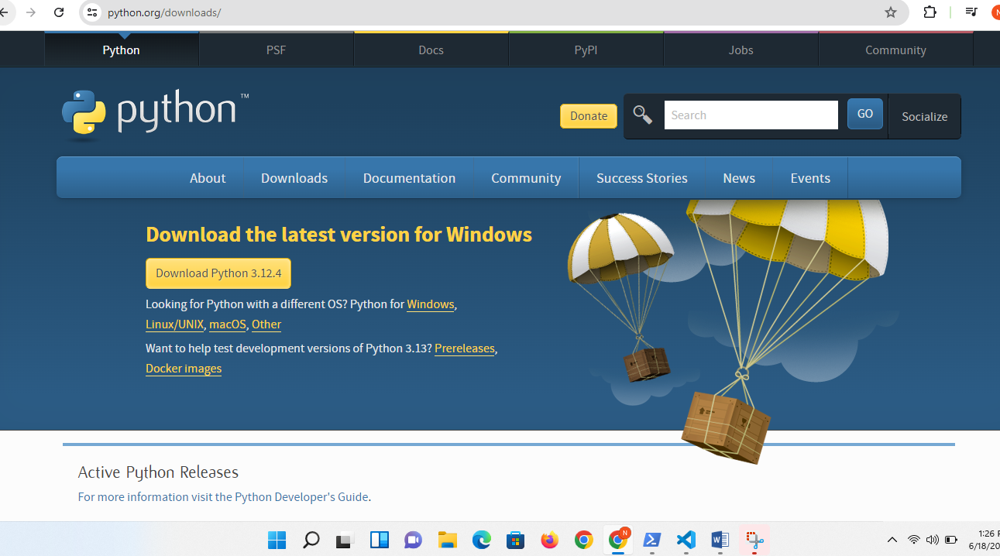 python.org/downloads/
Python PSF Docs PyPI Jobs Community
python™
Donate Search GO Socialize
About Downloads Documentation Community Success Stories News Events
Download the latest version for Windows
Download Python 3.12.4
Looking for Python with a different OS? Python for Windows,
Linux/UNIX, macOS, Other
Want to help test development versions of Python 3.13? Prereleases,
Docker images
Active Python Releases
For more information visit the Python Developer's Guide.
N
W
1:26
6/18/20